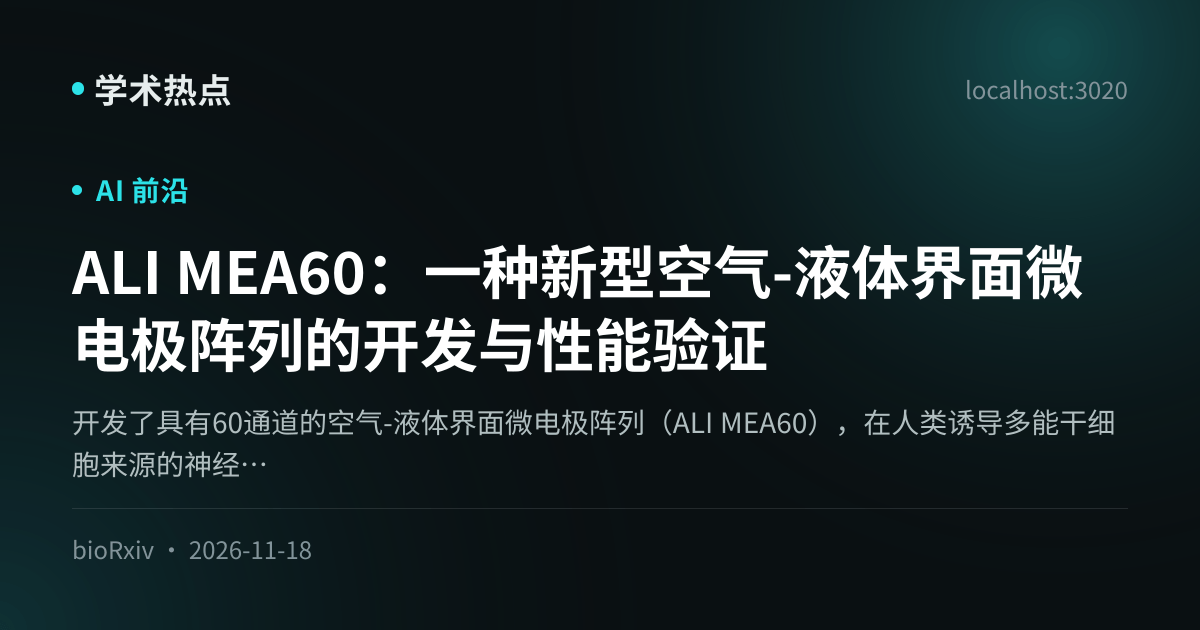 学术热点
localhost:3020
AI 前沿
ALI MEA60：一种新型空气-液体界面微
电极阵列的开发与性能验证
开发了具有60通道的空气-液体界面微电极阵列（ALI MEA60），在人类诱导多能干细
胞来源的神经…
bioRxiv · 2026-11-18